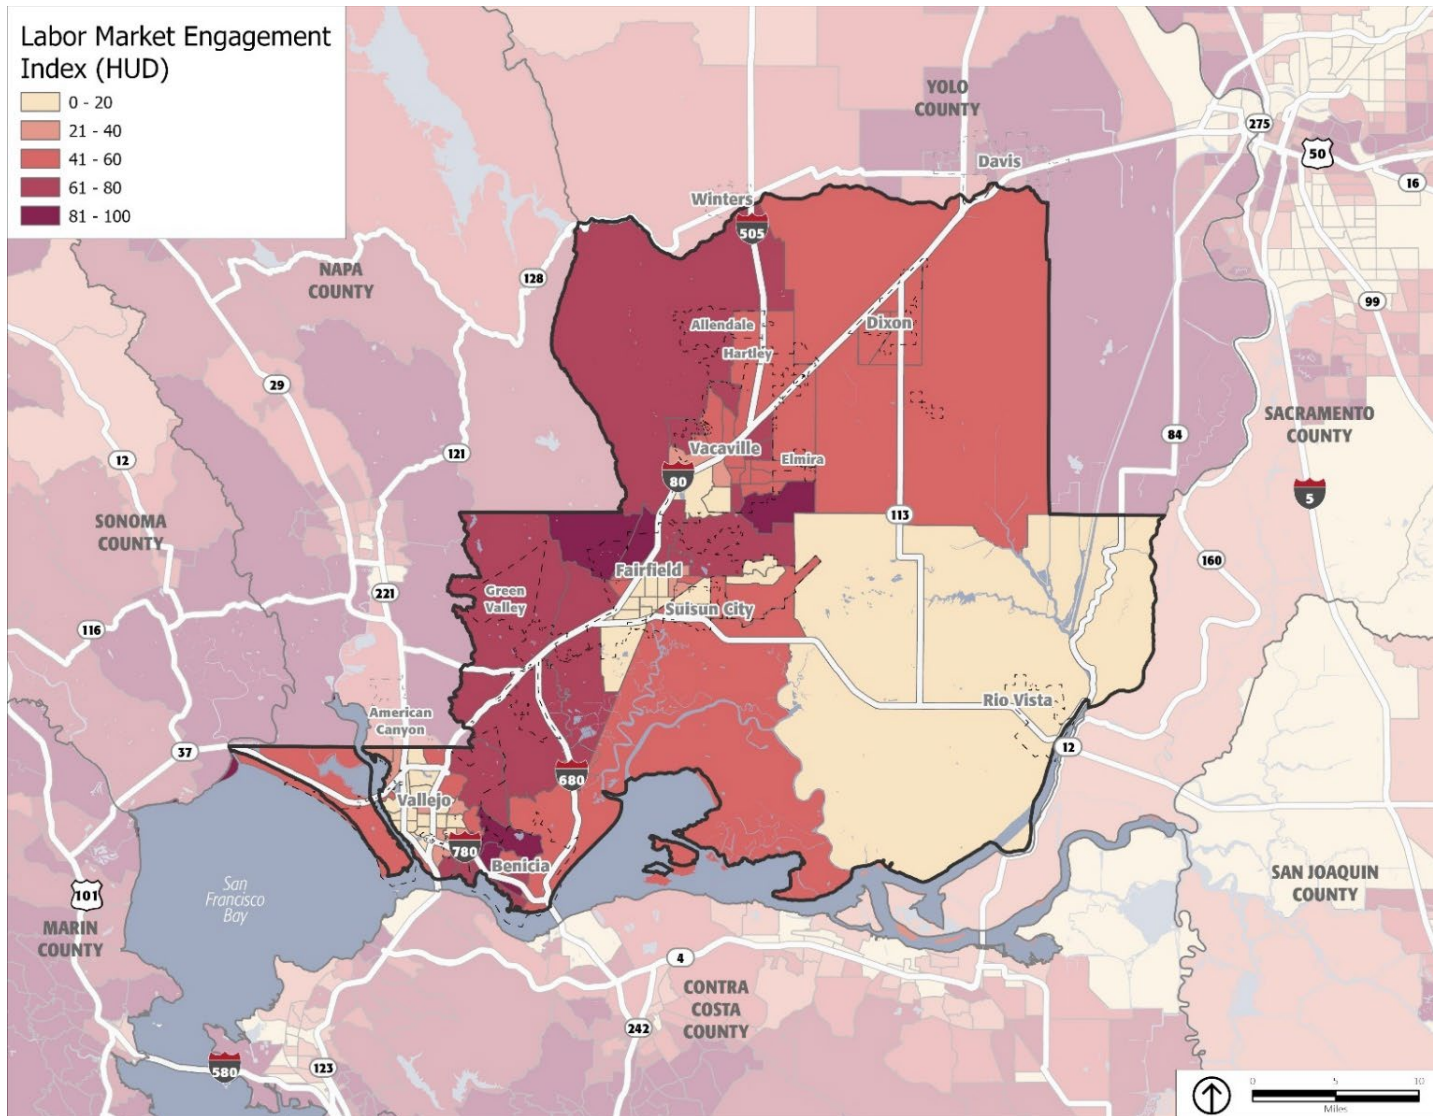 Labor Market Engagement
Index (HUD)
0 - 20
21 - 40
41 - 60
61 - 80
81 - 100
YOLO
COUNTY
275
50
Davis
16
Winters
505
NAPA
COUNTY
128
99
Allendale
Dixon
Hartley
29
SACRAMENTO
COUNTY
84
121
12
Vacaville
Elmira
80
5
SONOMA
COUNTY
113
160
Fairfield
221
Green
Valley
Suisun City
116
Rio Vista
American
Canyon
37
12
680
Vallejo
780
Benicia
San
Francisco
Bay
101
SAN JOAQUIN
COUNTY
MARIN
COUNTY
4
CONTRA
COSTA
COUNTY
242
580
123
0 5 10
Miles